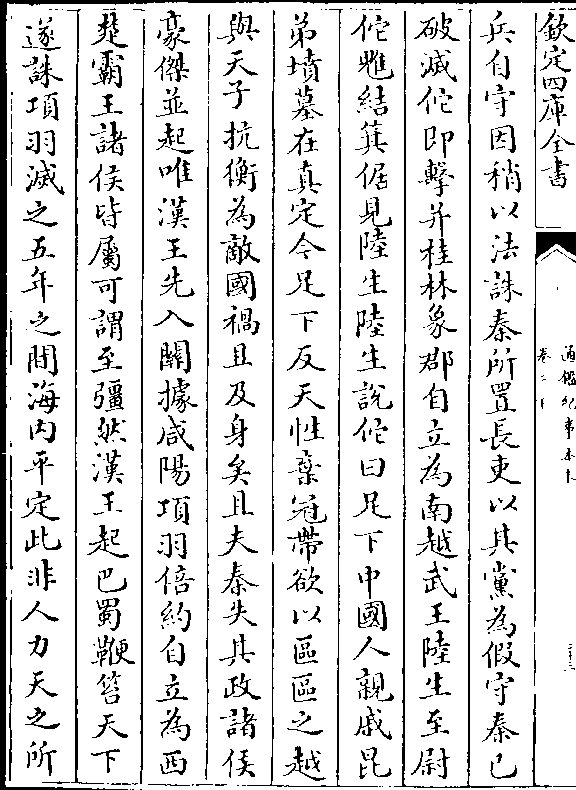 欽定四庫全書
通鑑紀事本末
兵自守因稍以法誅秦所置長吏以其黨為假守秦已
破滅佗即擊并桂林象郡自立為南越武王陸生至尉
佗魋結箕倨見陸生陸生說佗曰足下中國人親戚昆
弟墳墓在真定今足下反天性棄冠帶欲以區區之越
與天子抗衡為敵國禍且及身矣且夫秦失其政諸侯
豪傑並起唯漢王先入關據咸陽項羽倍約自立為西
楚霸王諸侯皆屬可謂至彊然漢王起巴蜀鞭笞天下
遂誅項羽滅之五年之間海内平定此非人力天之所